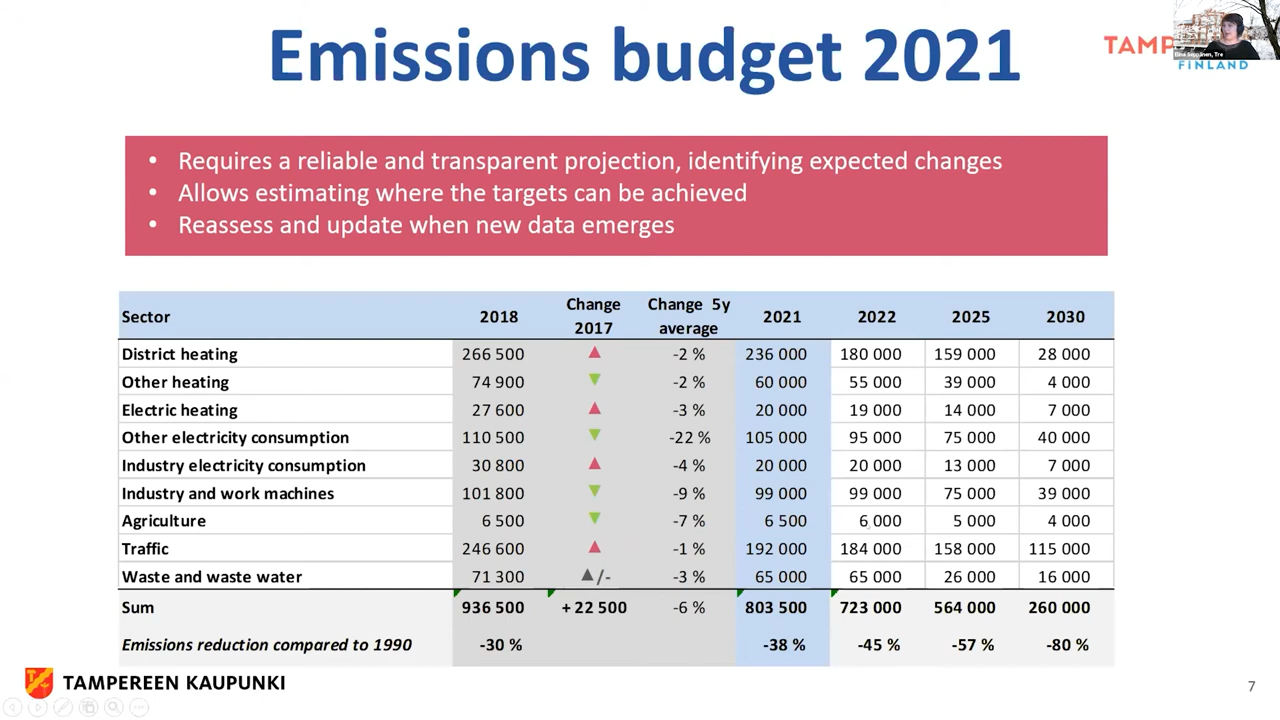 Emissions budget 2021
TAMP
FINLAND
• Requires a reliable and transparent projection, identifying expected changes
• Allows estimating where the targets can be achieved
• Reassess and update when new data emerges
Sector 2018 Change 2017 Change 5y average 2021 2022 2025 2030
District heating 266 500 ▲ -2 % 236 000 180 000 159 000 28 000
Other heating 74 900 ▼ -2 % 60 000 55 000 39 000 4 000
Electric heating 27 600 ▲ -3 % 20 000 19 000 14 000 7 000
Other electricity consumption 110 500 ▼ -22 % 105 000 95 000 75 000 40 000
Industry electricity consumption 30 800 ▲ -4 % 20 000 20 000 13 000 7 000
Industry and work machines 101 800 ▼ -9 % 99 000 99 000 75 000 39 000
Agriculture 6 500 ▼ -7 % 6 500 6 000 5 000 4 000
Traffic 246 600 ▲ -1 % 192 000 184 000 158 000 115 000
Waste and waste water 71 300 ▲/- -3 % 65 000 65 000 26 000 16 000
Sum 936 500 + 22 500 -6 % 803 500 723 000 564 000 260 000
Emissions reduction compared to 1990 -30 % -38 % -45 % -57 % -80 %
TAMPEREEN KAUPUNKI
7